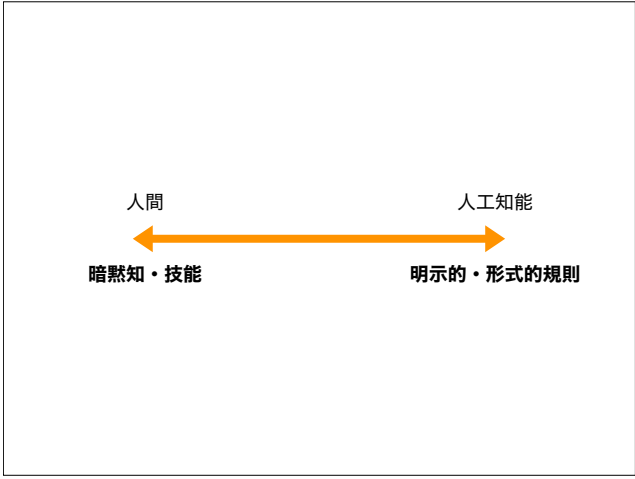 人間
人工知能
暗黙知・技能
明示的・形式的規則